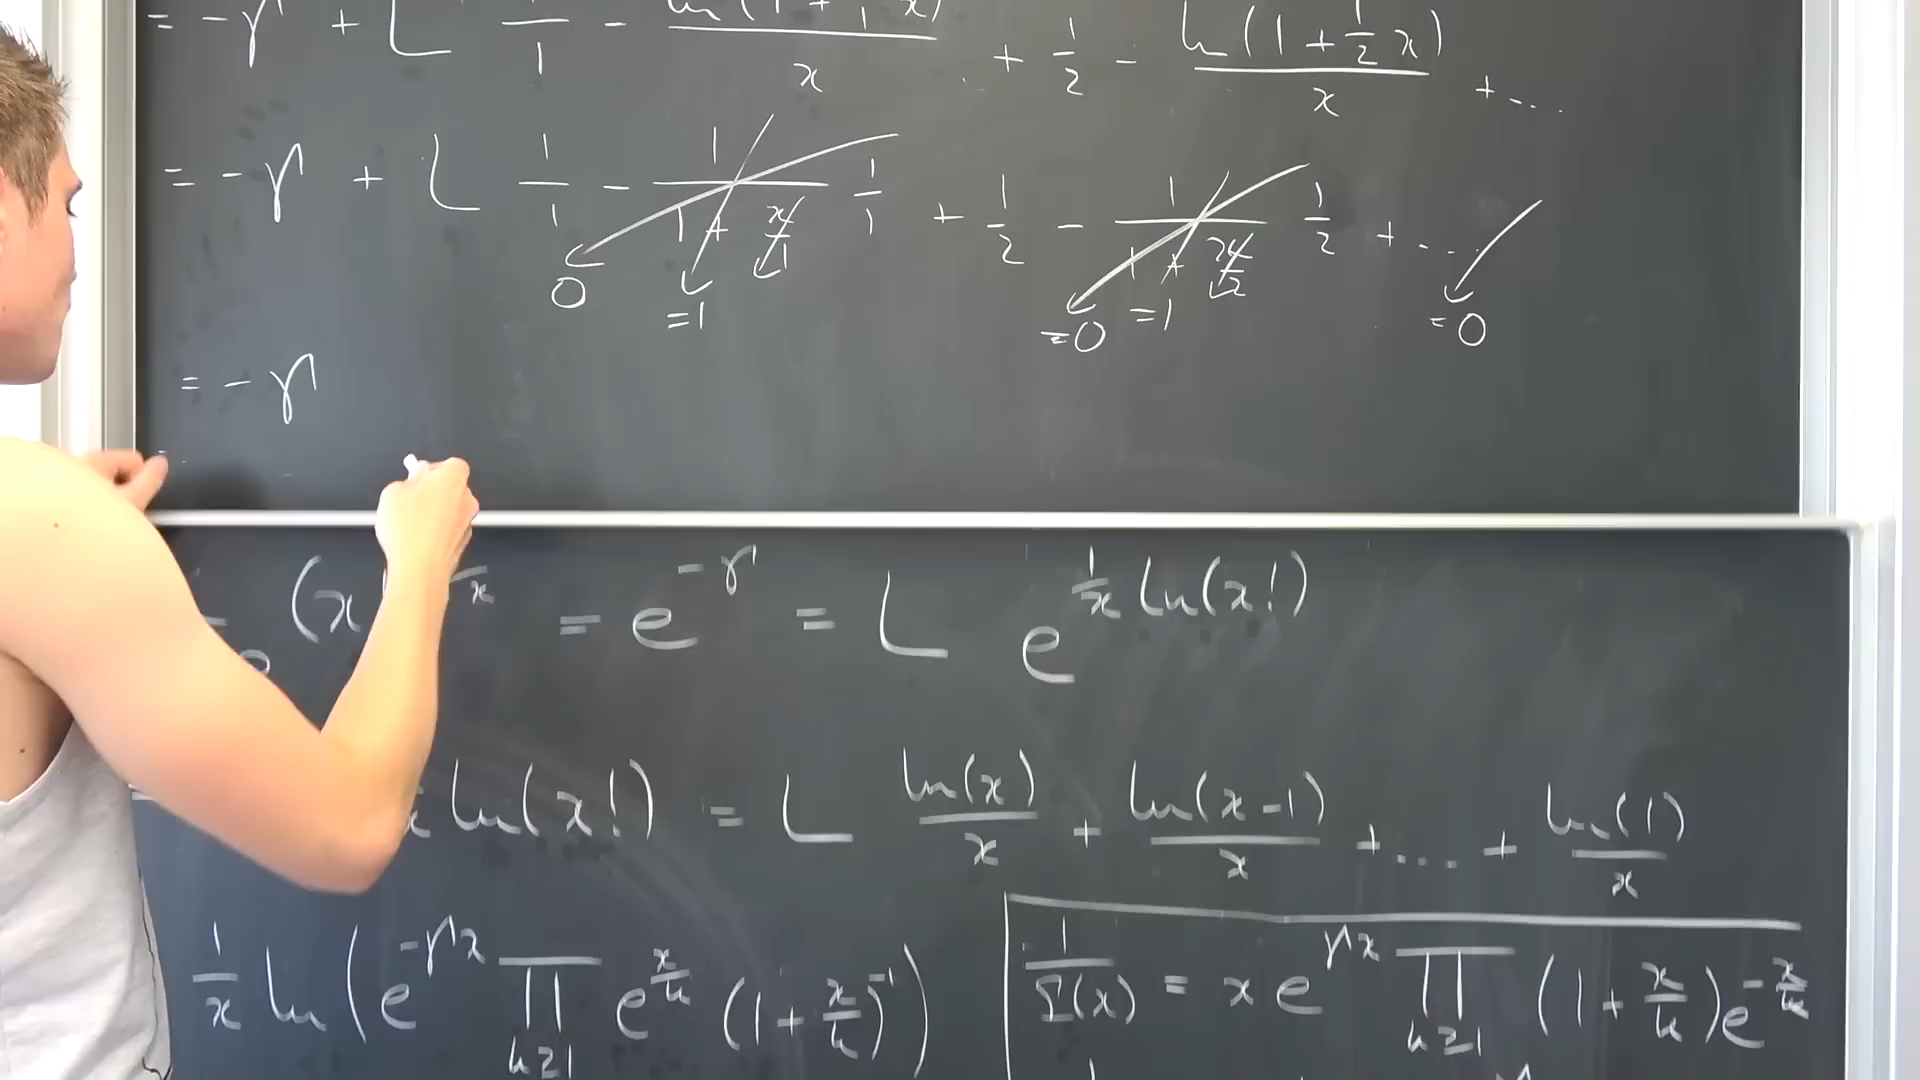 = -γ + L 1/1 - ln(1 + 1/1 x)/x + 1/2 - ln(1 + 1/2 x)/x + ...
= -γ + L 1/1 - 1/(1 + x/1) 1/1 + 1/2 - 1/(1 + x/2) 1/2 + ...
0 =1 =0 =1 =0
= -γ
(x = e^{-γ} = L e^{1/x ln(x!)}
ln(x!) = L ln(x)/x + ln(x-1)/x + ... + ln(1)/x
1/x ln(e^{-γx} ∏_{k≥1} e^{x/k} (1 + x/k)^{-1})
1/Γ(x) = x e^{γx} ∏_{k≥1} (1 + x/k) e^{-x/k}